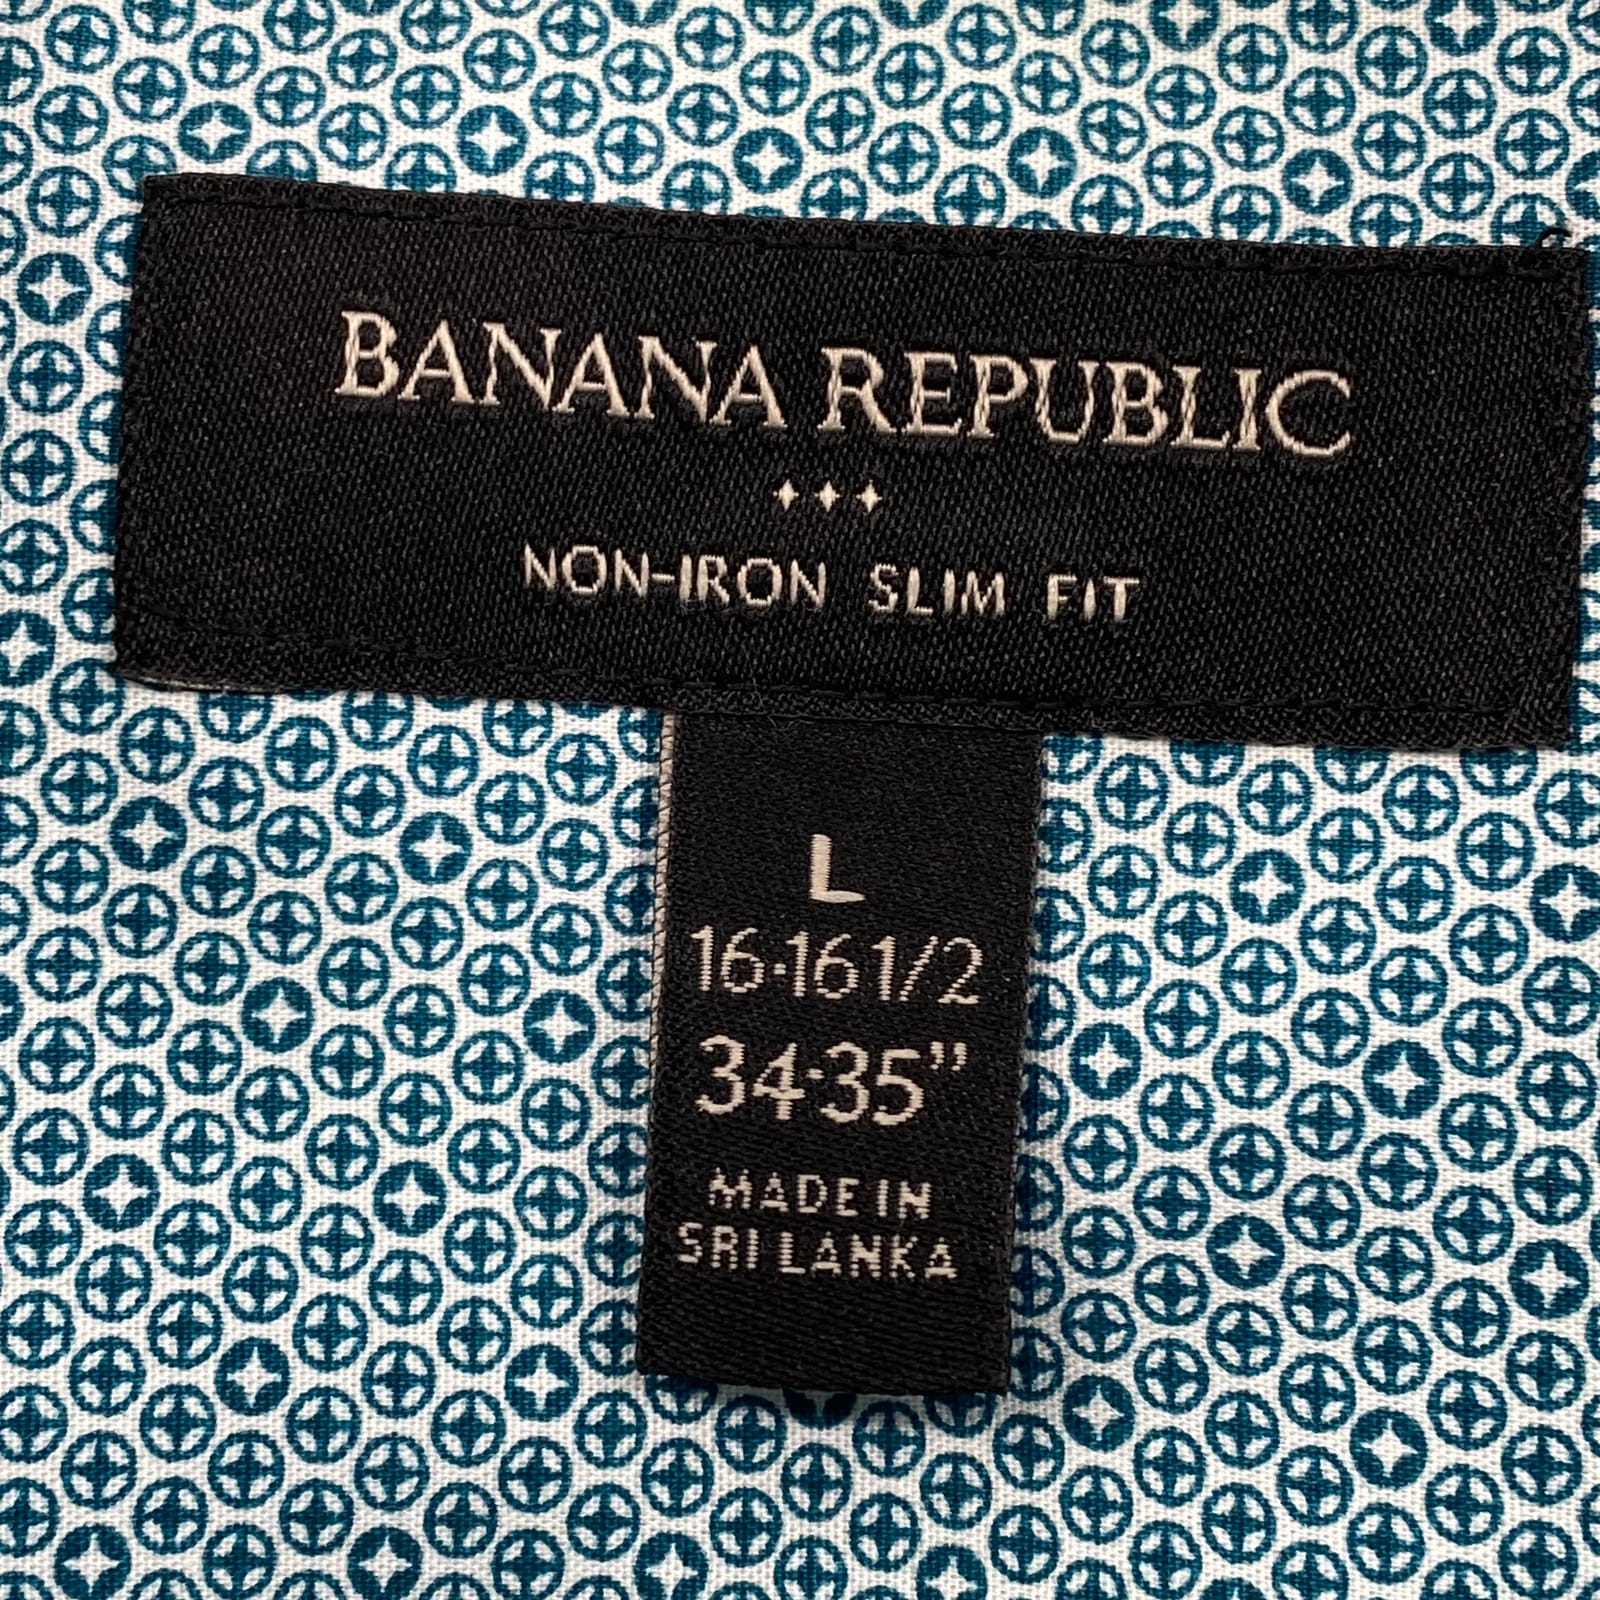 BANANA REPUBLIC
NON-IRON SLIM FIT
L
16·16 1/2
34·35"
MADE IN
SRI LANKA